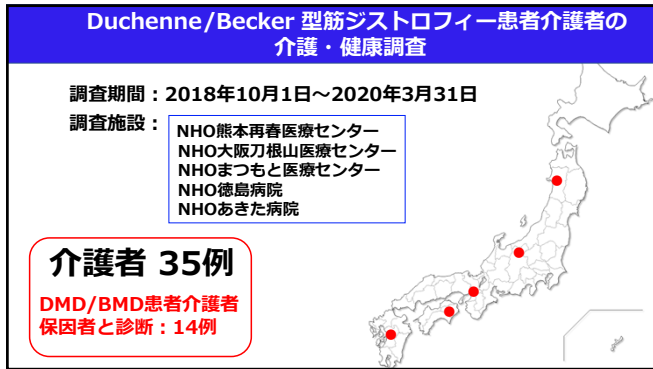 Duchenne/Becker 型筋ジストロフィー患者介護者の
介護・健康調査
調査期間：2018年10月1日～2020年3月31日
調査施設：
NHO熊本再春医療センター
NHO大阪刀根山医療センター
NHOまつもと医療センター
NHO徳島病院
NHOあきた病院
介護者 35例
DMD/BMD患者介護者
保因者と診断：14例